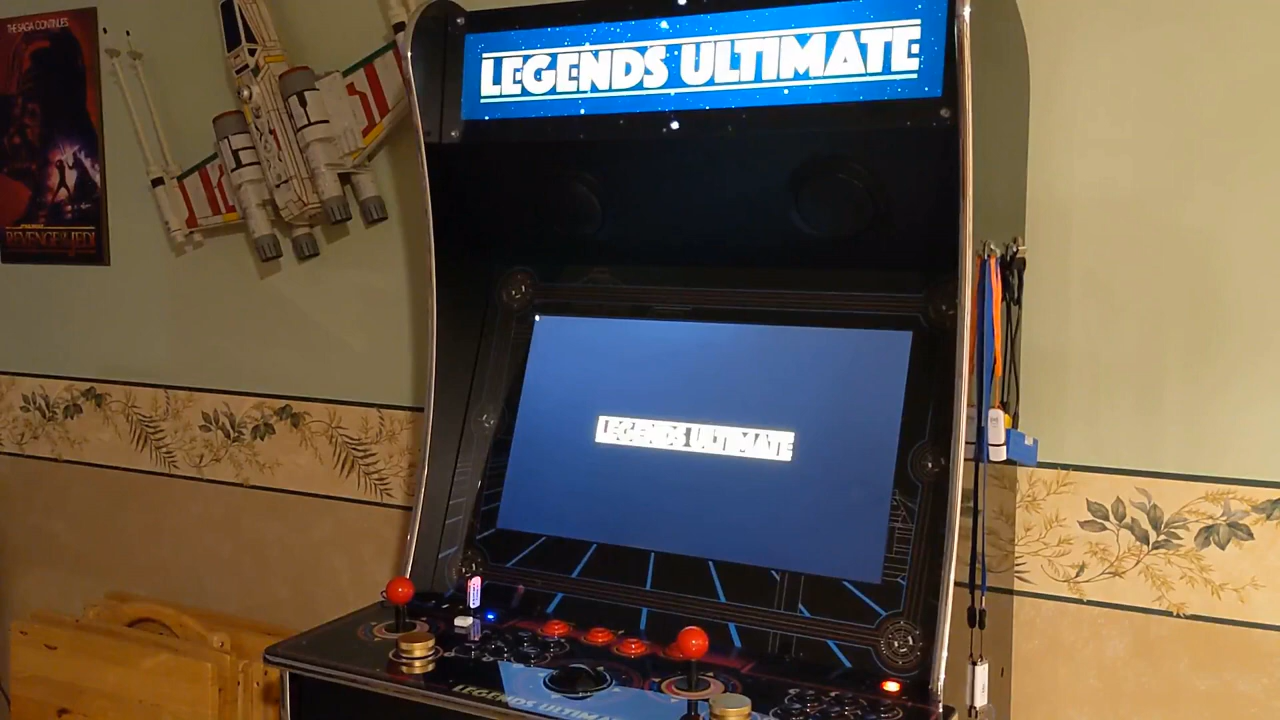 THE SAGA CONTINUES
REVENGE OF THE JEDI
LEGENDS ULTIMATE
LEGENDS ULTIMATE
LEGENDS ULTIMATE